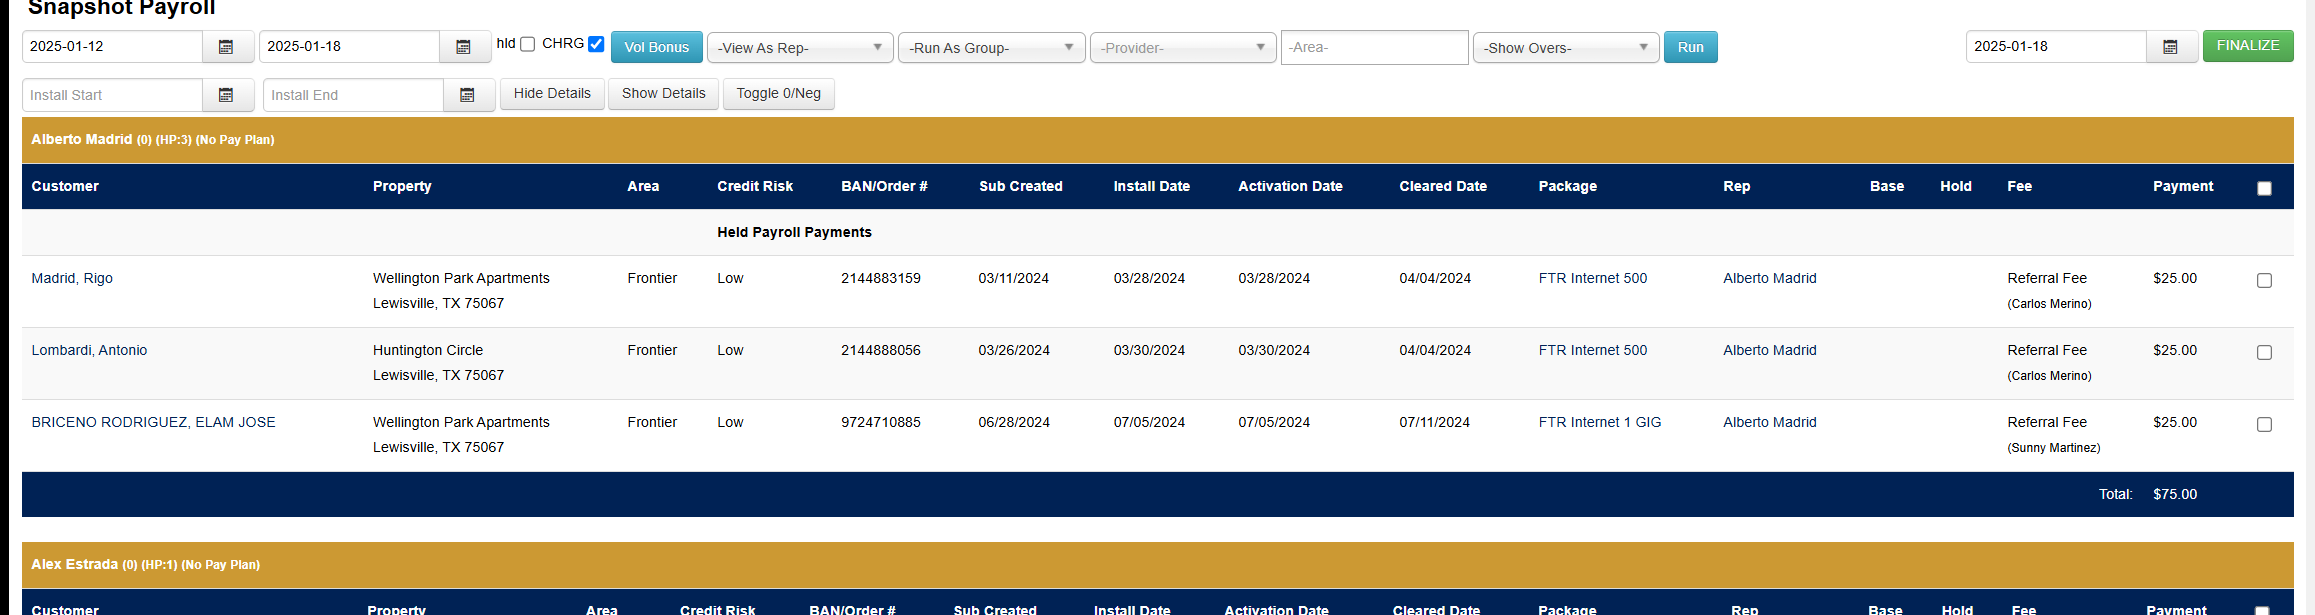 Snapshot Payroll
2025-01-12 2025-01-18 hld CHRG Vol Bonus -View As Rep- -Run As Group- -Provider- -Area- -Show Overs- Run 2025-01-18 FINALIZE
Install Start Install End Hide Details Show Details Toggle 0/Neg
Alberto Madrid (0) (HP:3) (No Pay Plan)
Customer Property Area Credit Risk BAN/Order # Sub Created Install Date Activation Date Cleared Date Package Rep Base Hold Fee Payment
Held Payroll Payments
Madrid, Rigo Wellington Park Apartments Frontier Low 2144883159 03/11/2024 03/28/2024 03/28/2024 04/04/2024 FTR Internet 500 Alberto Madrid Referral Fee $25.00
Lewisville, TX 75067 (Carlos Merino)
Lombardi, Antonio Huntington Circle Frontier Low 2144888056 03/26/2024 03/30/2024 03/30/2024 04/04/2024 FTR Internet 500 Alberto Madrid Referral Fee $25.00
Lewisville, TX 75067 (Carlos Merino)
BRICENO RODRIGUEZ, ELAM JOSE Wellington Park Apartments Frontier Low 9724710885 06/28/2024 07/05/2024 07/05/2024 07/11/2024 FTR Internet 1 GIG Alberto Madrid Referral Fee $25.00
Lewisville, TX 75067 (Sunny Martinez)
Total: $75.00
Alex Estrada (0) (HP:1) (No Pay Plan)
Customer Property Area Credit Risk BAN/Order # Sub Created Install Date Activation Date Cleared Date Package Rep Base Hold Fee Payment